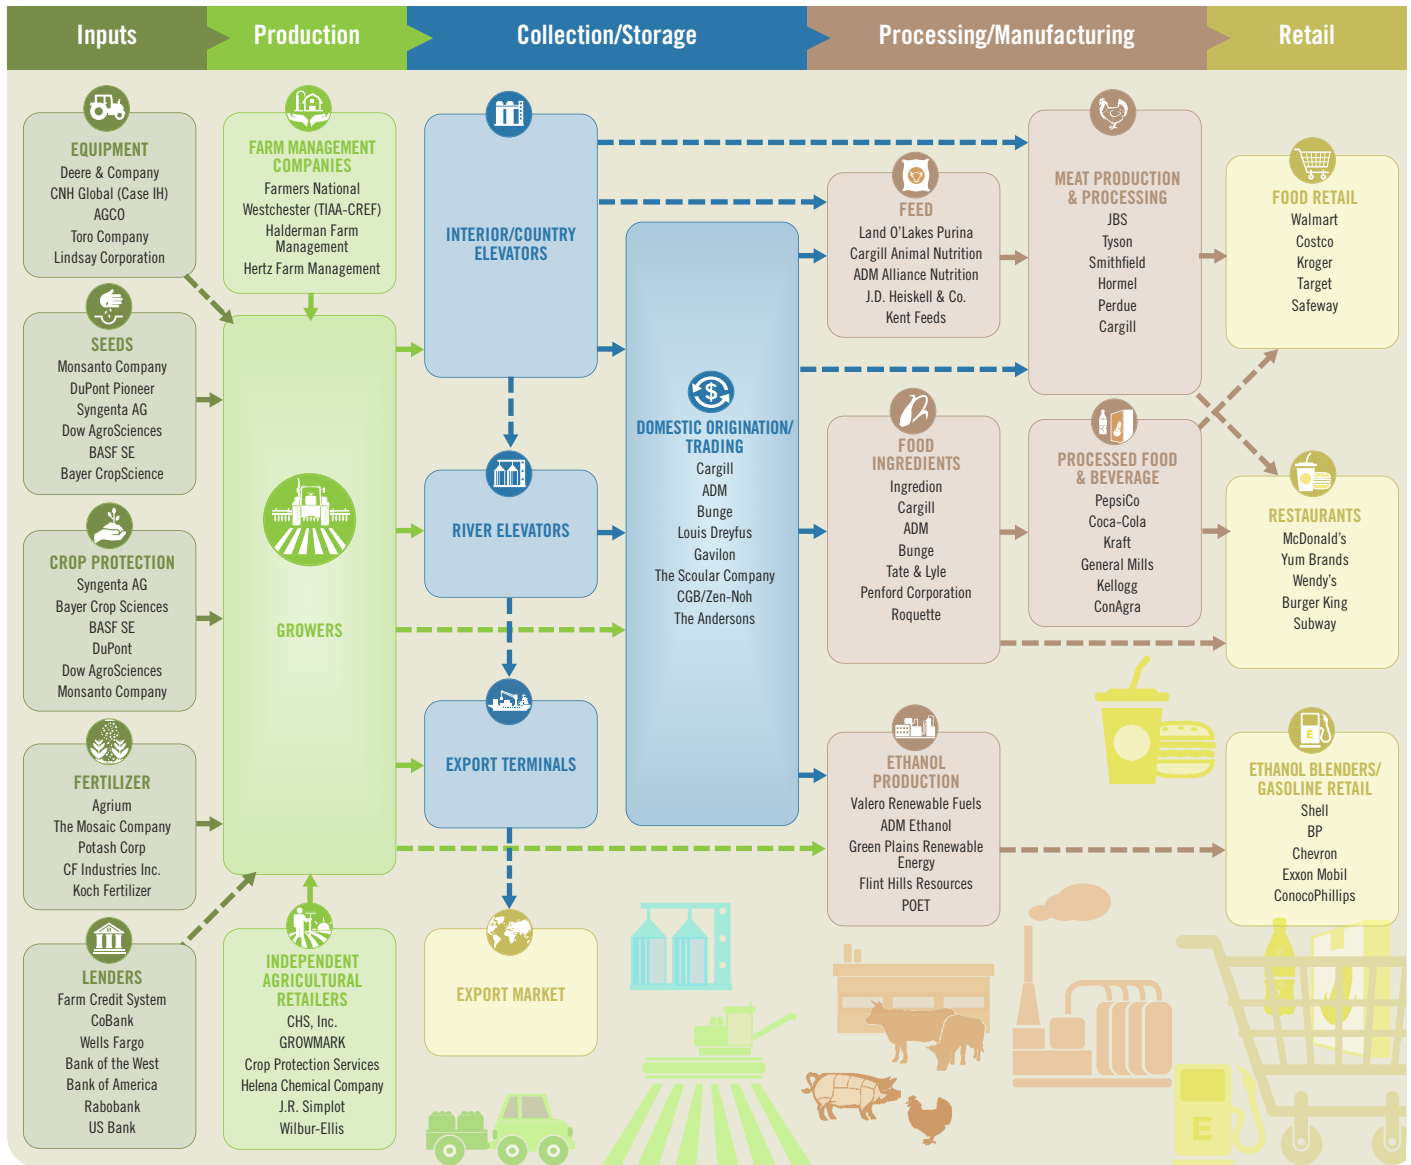 Inputs
Production
Collection/Storage
Processing/Manufacturing
Retail
EQUIPMENT
Deere & Company
CNH Global (Case IH)
AGCO
Toro Company
Lindsay Corporation
SEEDS
Monsanto Company
DuPont Pioneer
Syngenta AG
Dow AgroSciences
BASF SE
Bayer CropScience
CROP PROTECTION
Syngenta AG
Bayer Crop Sciences
BASF SE
DuPont
Dow AgroSciences
Monsanto Company
FERTILIZER
Agrium
The Mosaic Company
Potash Corp
CF Industries Inc.
Koch Fertilizer
LENDERS
Farm Credit System
CoBank
Wells Fargo
Bank of the West
Bank of America
Rabobank
US Bank
FARM MANAGEMENT
COMPANIES
Farmers National
Westchester (TIAA-CREF)
Halderman Farm
Management
Hertz Farm Management
GROWERS
INDEPENDENT
AGRICULTURAL
RETAILERS
CHS, Inc.
GROWMARK
Crop Protection Services
Helena Chemical Company
J.R. Simplot
Wilbur-Ellis
INTERIOR/COUNTRY
ELEVATORS
RIVER ELEVATORS
EXPORT TERMINALS
EXPORT MARKET
$
DOMESTIC ORIGINATION/
TRADING
Cargill
ADM
Bunge
Louis Dreyfus
Gavilon
The Scoular Company
CGB/Zen-Noh
The Andersons
FEED
Land O'Lakes Purina
Cargill Animal Nutrition
ADM Alliance Nutrition
J.D. Heiskell & Co.
Kent Feeds
FOOD
INGREDIENTS
Ingredion
Cargill
ADM
Bunge
Tate & Lyle
Penford Corporation
Roquette
ETHANOL
PRODUCTION
Valero Renewable Fuels
ADM Ethanol
Green Plains Renewable
Energy
Flint Hills Resources
POET
MEAT PRODUCTION
& PROCESSING
JBS
Tyson
Smithfield
Hormel
Perdue
Cargill
PROCESSED FOOD
& BEVERAGE
PepsiCo
Coca-Cola
Kraft
General Mills
Kellogg
ConAgra
FOOD RETAIL
Walmart
Costco
Kroger
Target
Safeway
RESTAURANTS
McDonald's
Yum Brands
Wendy's
Burger King
Subway
E
ETHANOL BLENDERS/
GASOLINE RETAIL
Shell
BP
Chevron
Exxon Mobil
ConocoPhillips
E